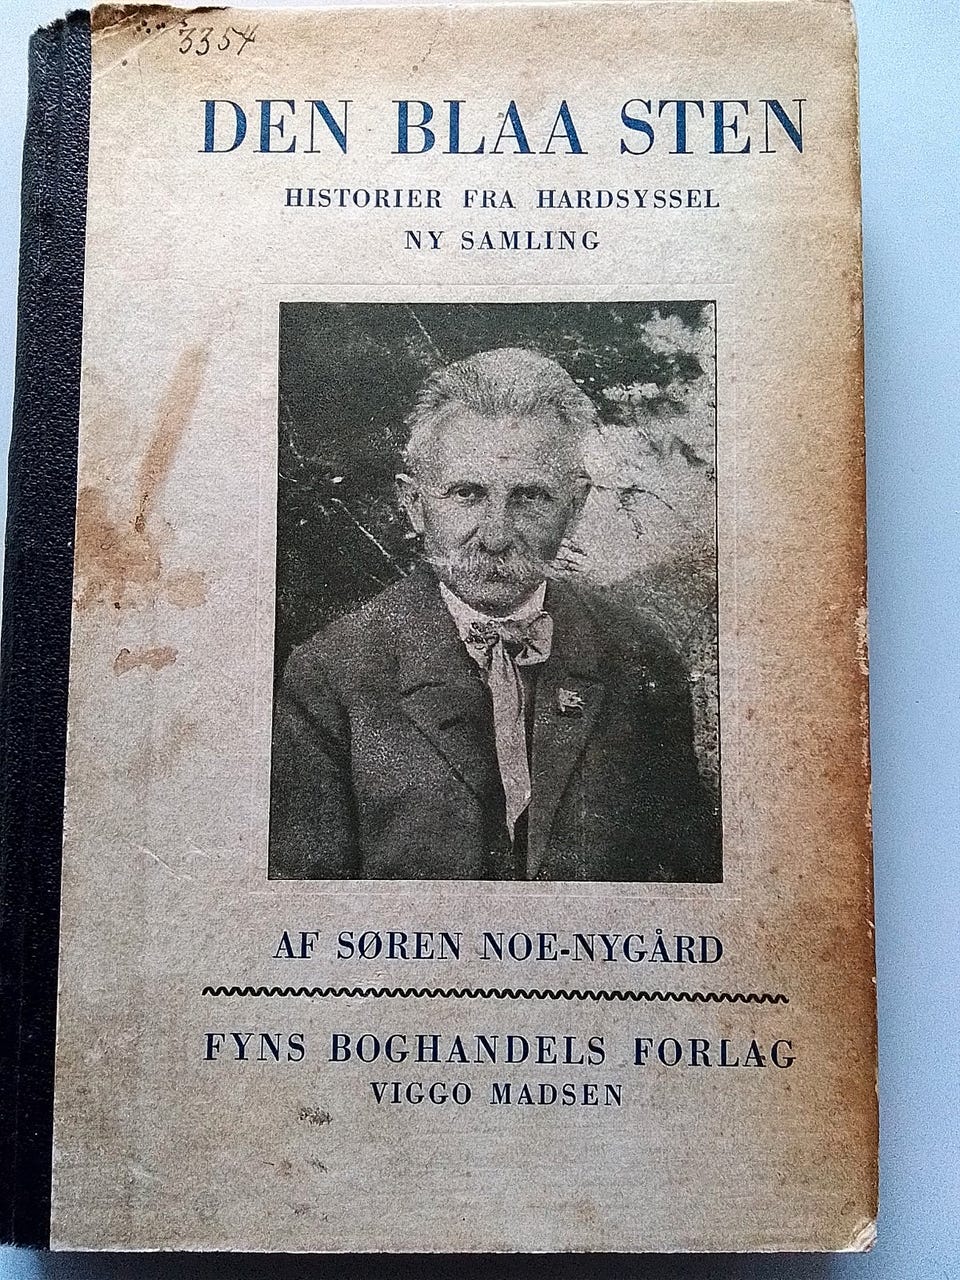 3354
DEN BLAA STEN
HISTORIER FRA HARDSYSSEL
NY SAMLING
AF SØREN NOE-NYGÅRD
FYNS BOGHANDELS FORLAG
VIGGO MADSEN